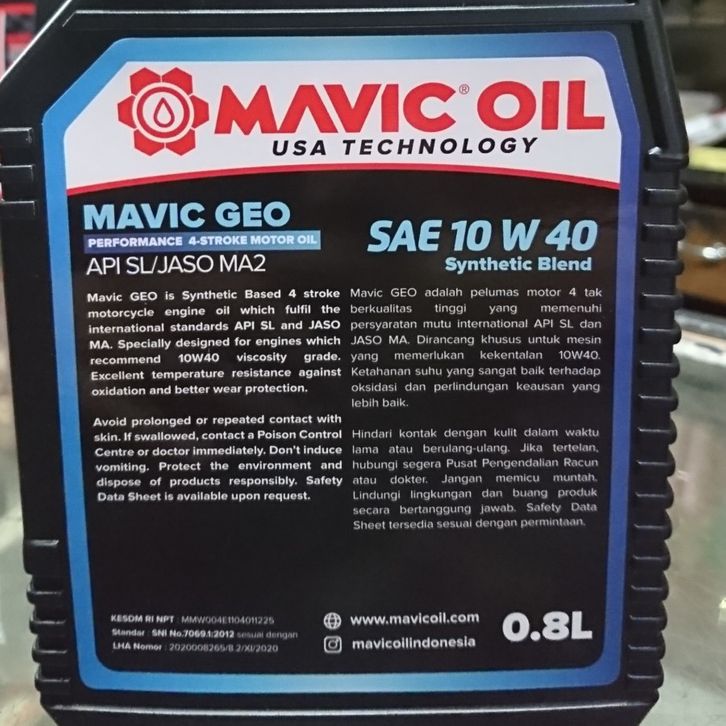 MAVIC® OIL
USA TECHNOLOGY
MAVIC GEO
PERFORMANCE 4-STROKE MOTOR OIL
API SL/JASO MA2
SAE 10 W 40
Synthetic Blend
Mavic GEO is Synthetic Based 4 stroke
motorcycle engine oil which fulfil the
international standards API SL and JASO
MA. Specially designed for engines which
recommend 10W40 viscosity grade.
Excellent temperature resistance against
oxidation and better wear protection.
Avoid prolonged or repeated contact with
skin. If swallowed, contact a Poison Control
Centre or doctor immediately. Don't induce
vomiting. Protect the environment and
dispose of products responsibly. Safety
Data Sheet is available upon request.
Mavic GEO adalah pelumas motor 4 tak
berkualitas tinggi yang memenuhi
persyaratan mutu international API SL dan
JASO MA. Dirancang khusus untuk mesin
yang memerlukan kekentalan 10W40.
Ketahanan suhu yang sangat baik terhadap
oksidasi dan perlindungan keausan yang
lebih baik.
Hindari kontak dengan kulit dalam waktu
lama atau berulang-ulang. Jika tertelan,
hubungi segera Pusat Pengendalian Racun
atau dokter. Jangan memicu muntah.
Lindungi lingkungan dan buang produk
secara bertanggung jawab. Safety Data
Sheet tersedia sesuai dengan permintaan.
KESDM RI NPT : MMW004E1104011225
Standar : SNI No.7069.1:2012 sesuai dengan
LHA Nomor : 2020008265/B.2/XI/2020
www.mavicoil.com
mavicoilindonesia
0.8L